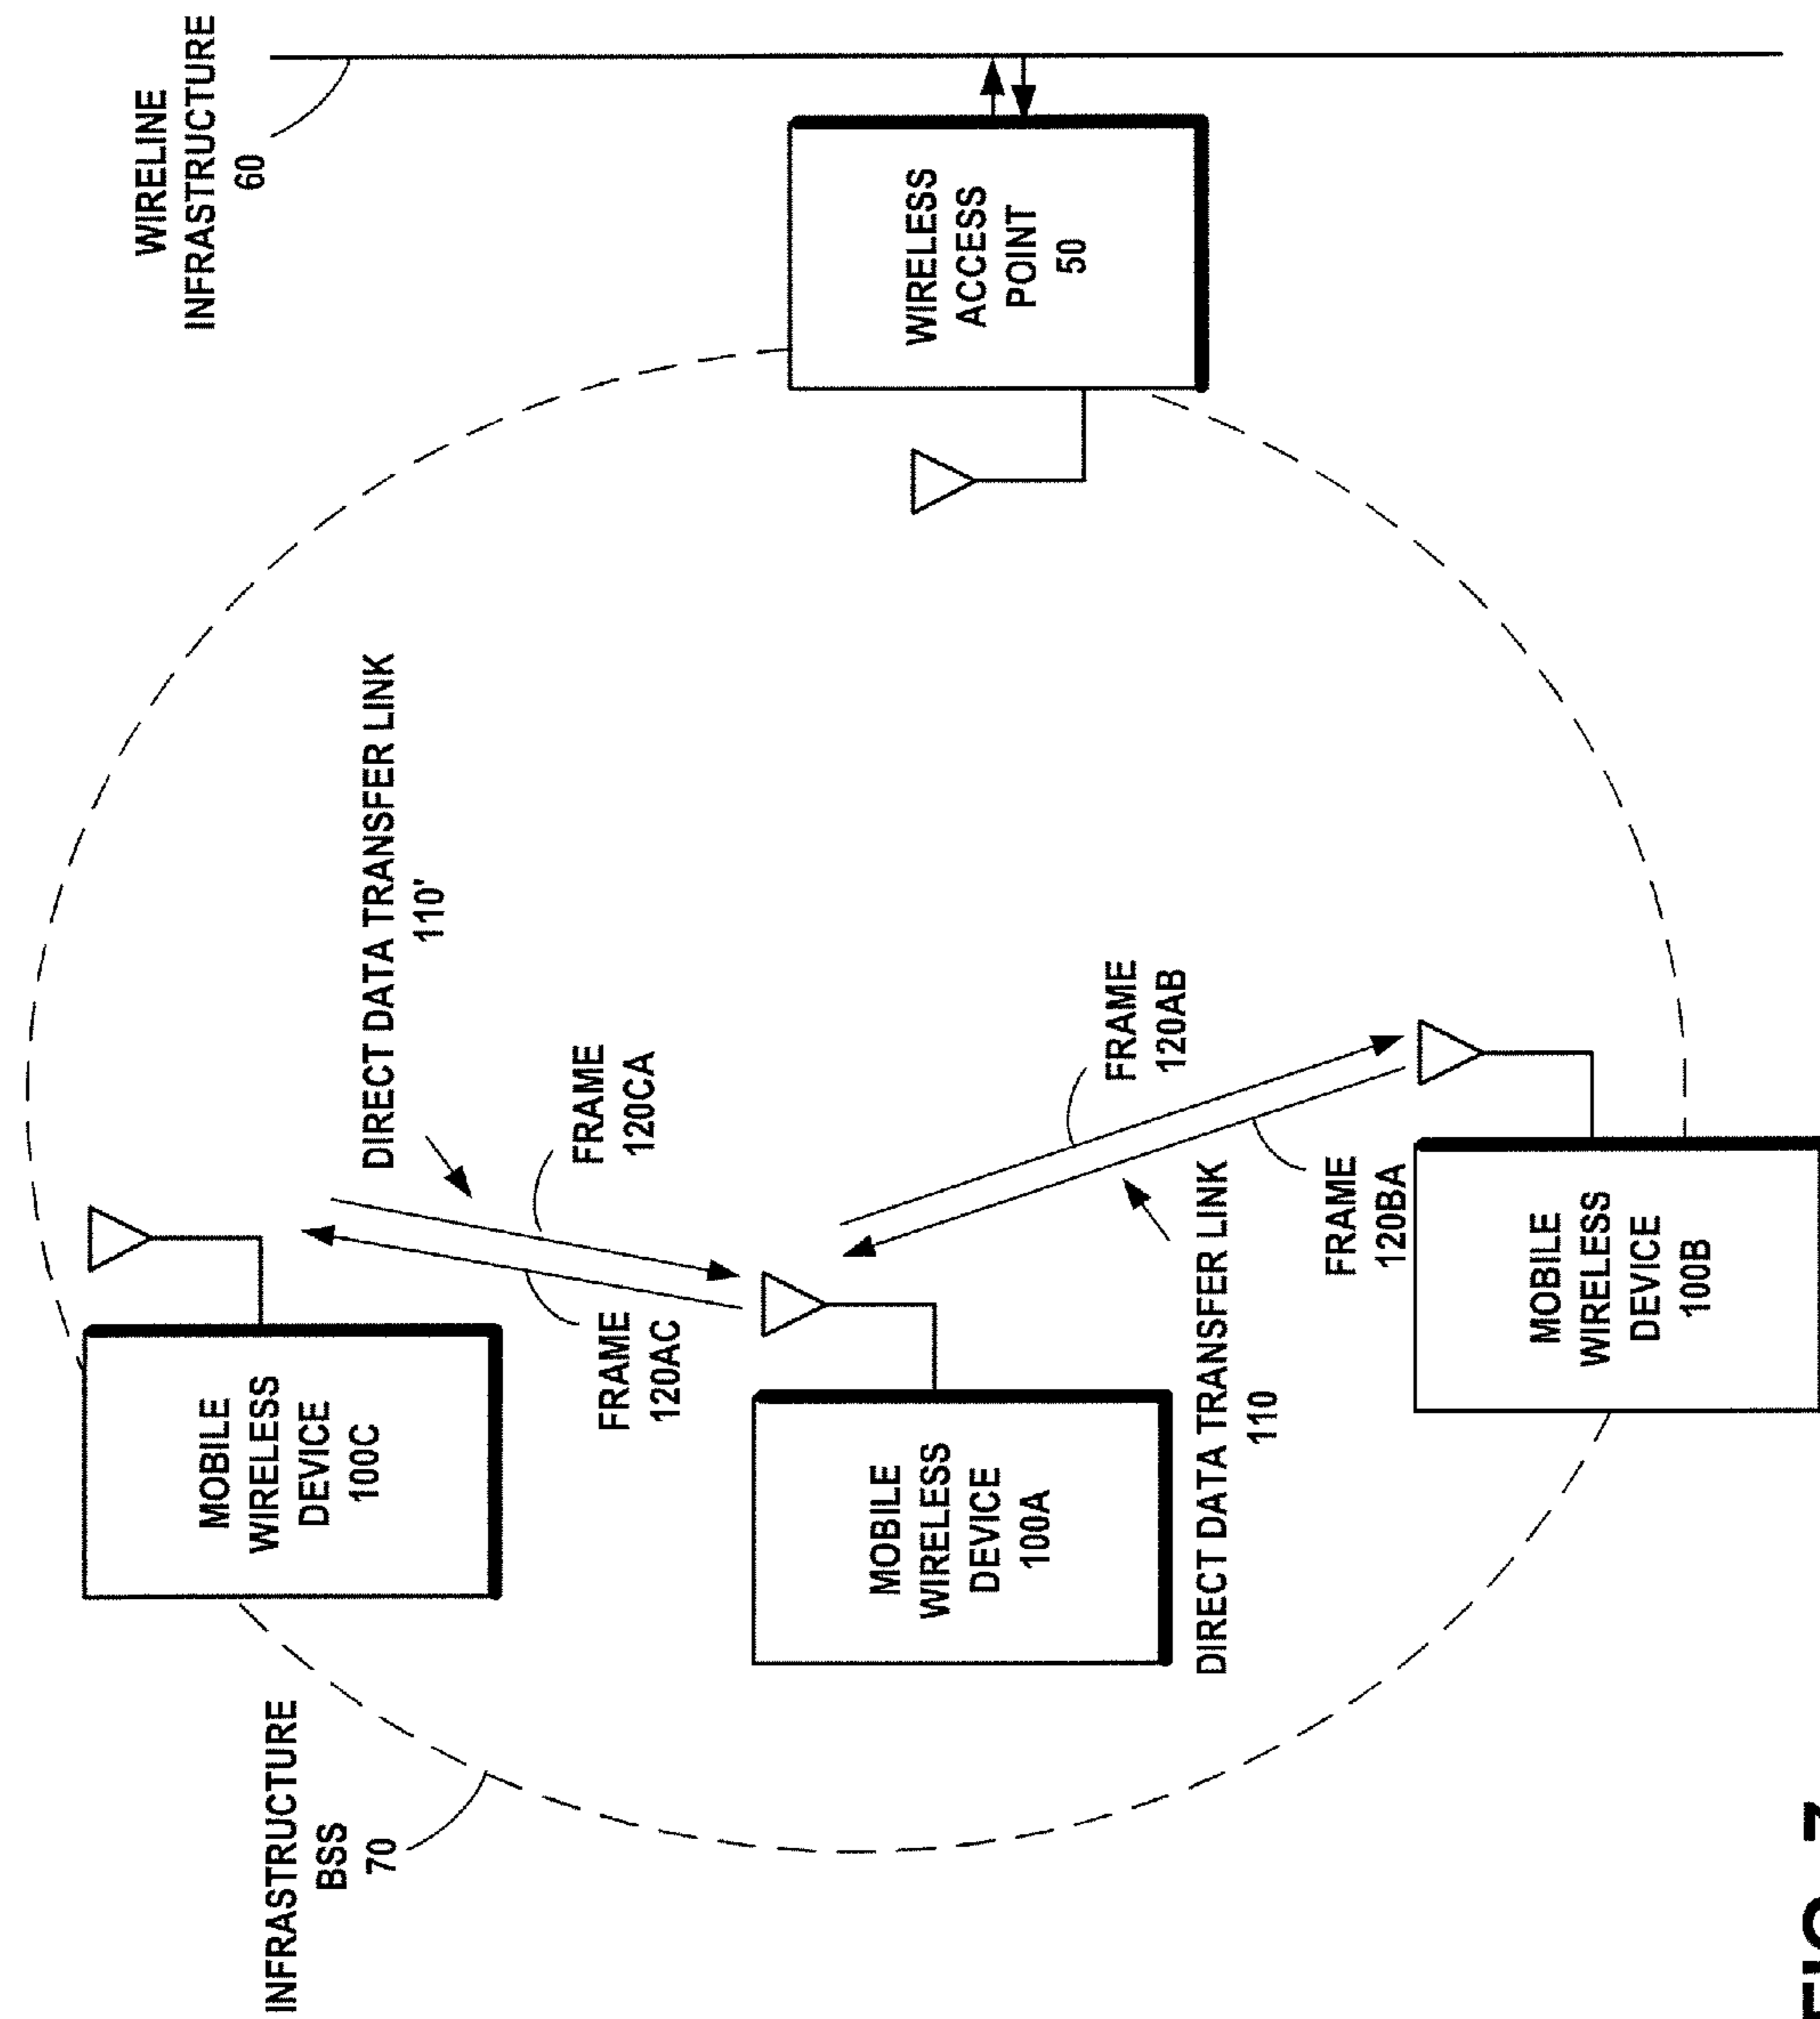 WIRELINE
INFRASTRUCTURE
60
MOBILE
WIRELESS
DEVICE
100C
INFRASTRUCTURE
BSS
70
DIRECT DATA TRANSFER LINK
110'
FRAME
120CA
FRAME
120AC
MOBILE
WIRELESS
DEVICE
100A
WIRELESS
ACCESS
POINT
50
FRAME
120AB
DIRECT DATA TRANSFER LINK
110
FRAME
120BA
MOBILE
WIRELESS
DEVICE
100B